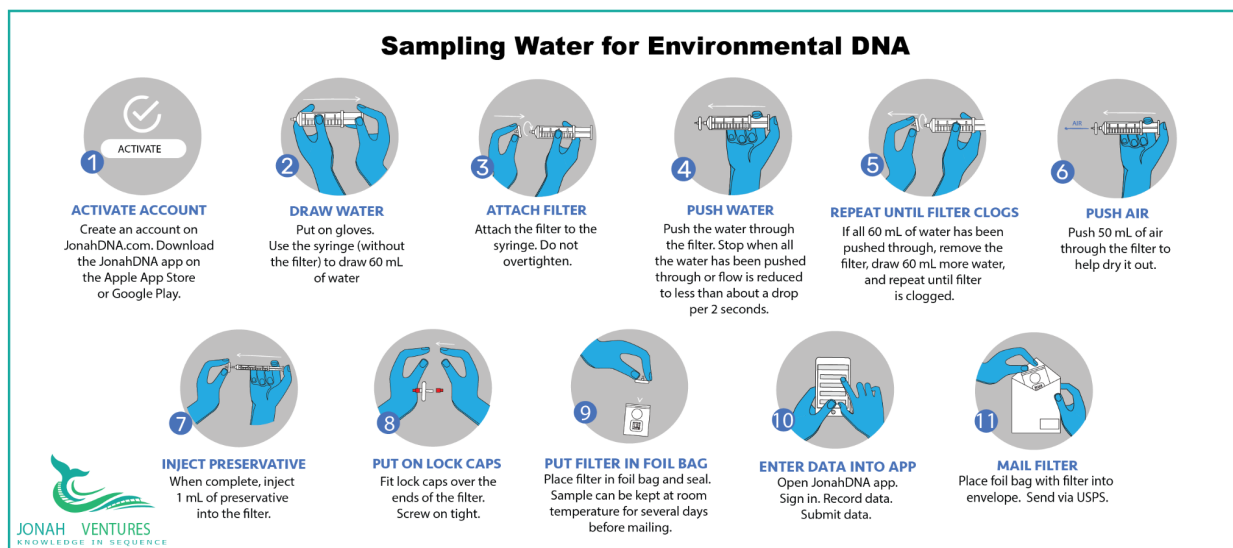 Sampling Water for Environmental DNA
ACTIVATE
1
ACTIVATE ACCOUNT
Create an account on
JonahDNA.com. Download
the JonahDNA app on
the Apple App Store
or Google Play.
2
DRAW WATER
Put on gloves.
Use the syringe (without
the filter) to draw 60 mL
of water
3
ATTACH FILTER
Attach the filter to the
syringe. Do not
overtighten.
4
PUSH WATER
Push the water through
the filter. Stop when all
the water has been pushed
through or flow is reduced
to less than about a drop
per 2 seconds.
5
REPEAT UNTIL FILTER CLOGS
If all 60 mL of water has been
pushed through, remove the
filter, draw 60 mL more water,
and repeat until filter
is clogged.
AIR
6
PUSH AIR
Push 50 mL of air
through the filter to
help dry it out.
7
INJECT PRESERVATIVE
When complete, inject
1 mL of preservative
into the filter.
8
PUT ON LOCK CAPS
Fit lock caps over the
ends of the filter.
Screw on tight.
9
PUT FILTER IN FOIL BAG
Place filter in foil bag and seal.
Sample can be kept at room
temperature for several days
before mailing.
10
ENTER DATA INTO APP
Open JonahDNA app.
Sign in. Record data.
Submit data.
11
MAIL FILTER
Place foil bag with filter into
envelope. Send via USPS.
JONAH VENTURES
KNOWLEDGE IN SEQUENCE